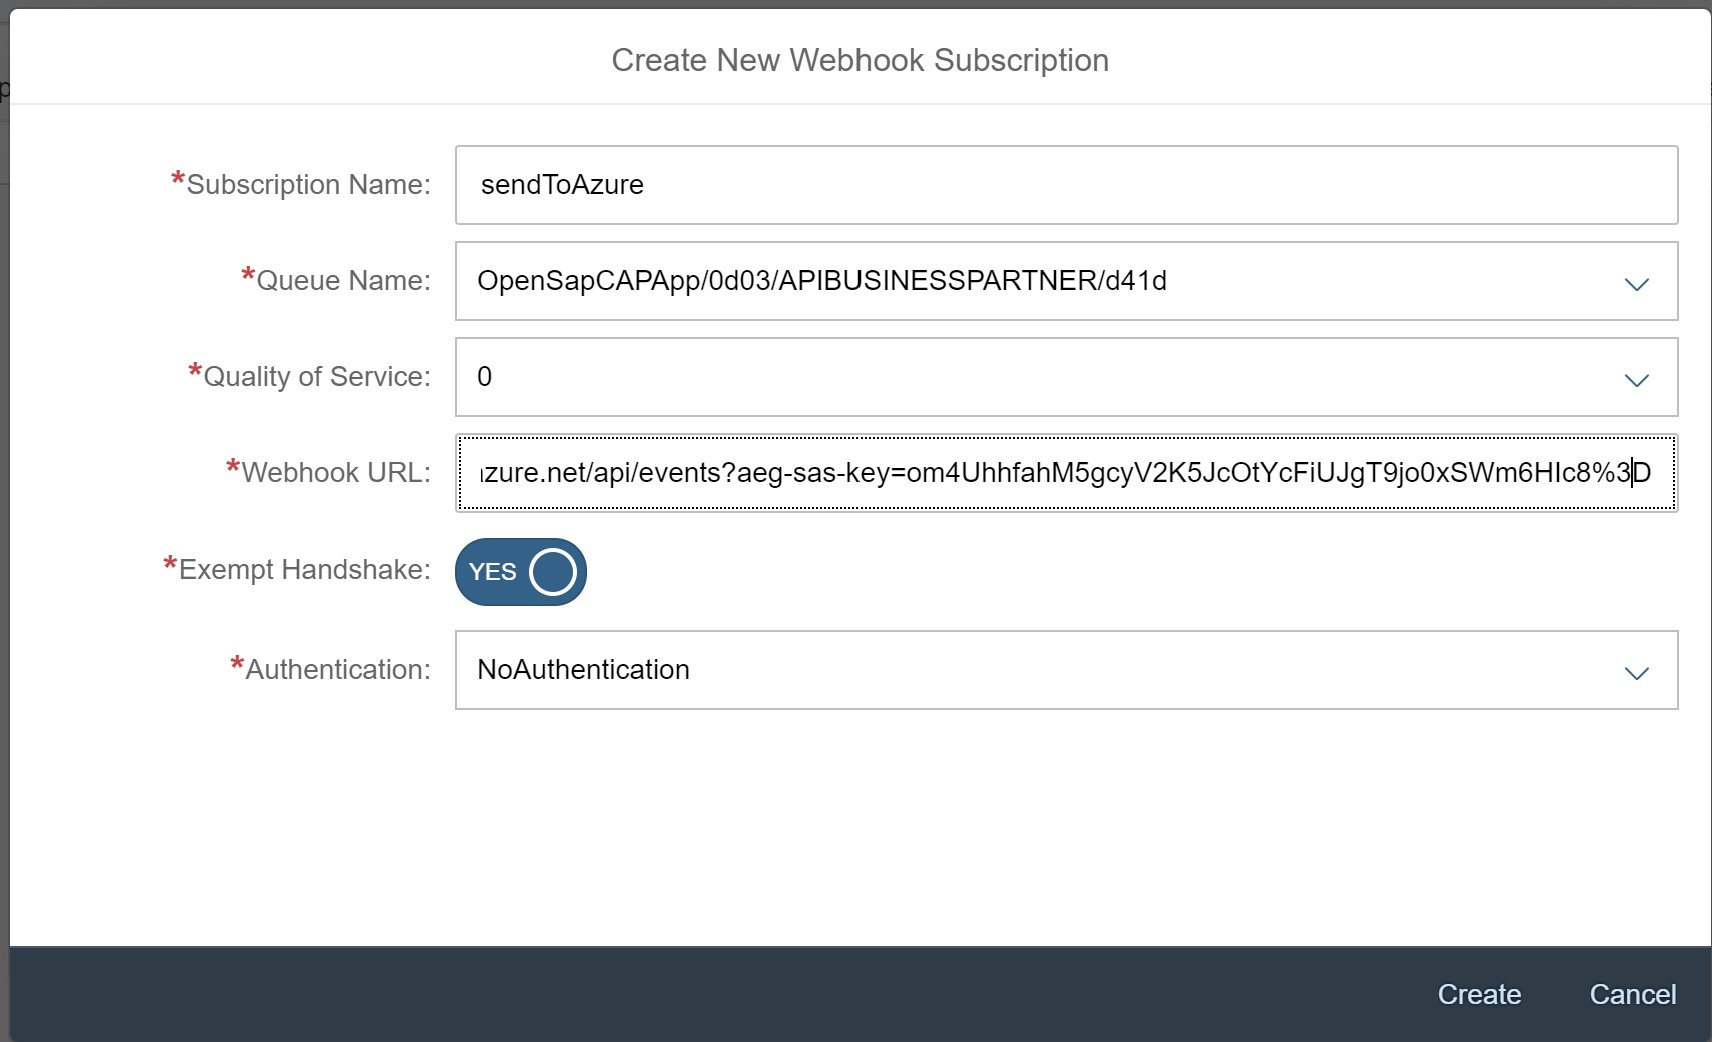 Create New Webhook Subscription
*Subscription Name: sendToAzure
*Queue Name: OpenSapCAPApp/0d03/APIBUSINESSPARTNER/d41d
*Quality of Service: 0
*Webhook URL: azure.net/api/events?aeg-sas-key=om4UhhfahM5gcyV2K5JcOtYcFiUJgT9jo0xSWm6HIc8%3D
*Exempt Handshake: YES
*Authentication: NoAuthentication
Create Cancel